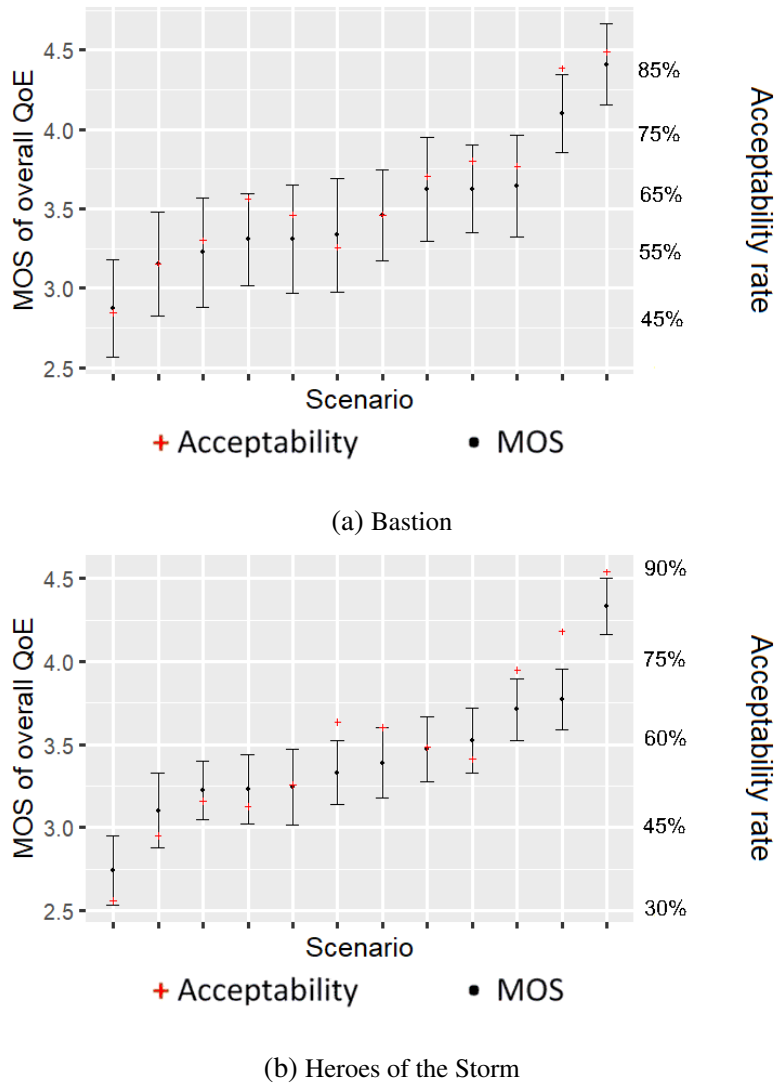 MOS of overall QoE
4.5
4.0
3.5
3.0
2.5
85%
75%
65%
55%
45%
Acceptability rate
Scenario
+ Acceptability • MOS
(a) Bastion
MOS of overall QoE
4.5
4.0
3.5
3.0
2.5
90%
75%
60%
45%
30%
Acceptability rate
Scenario
+ Acceptability • MOS
(b) Heroes of the Storm